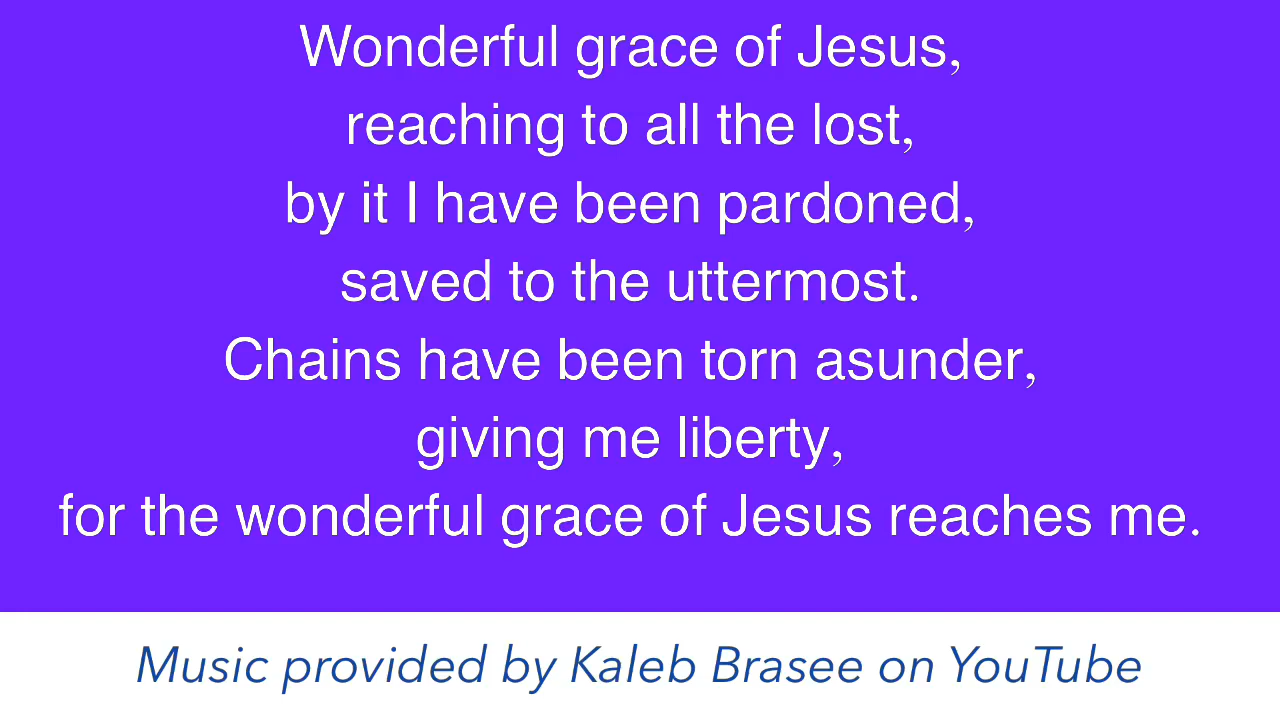 Wonderful grace of Jesus,
reaching to all the lost,
by it I have been pardoned,
saved to the uttermost.
Chains have been torn asunder,
giving me liberty,
for the wonderful grace of Jesus reaches me.
Music provided by Kaleb Brasee on YouTube